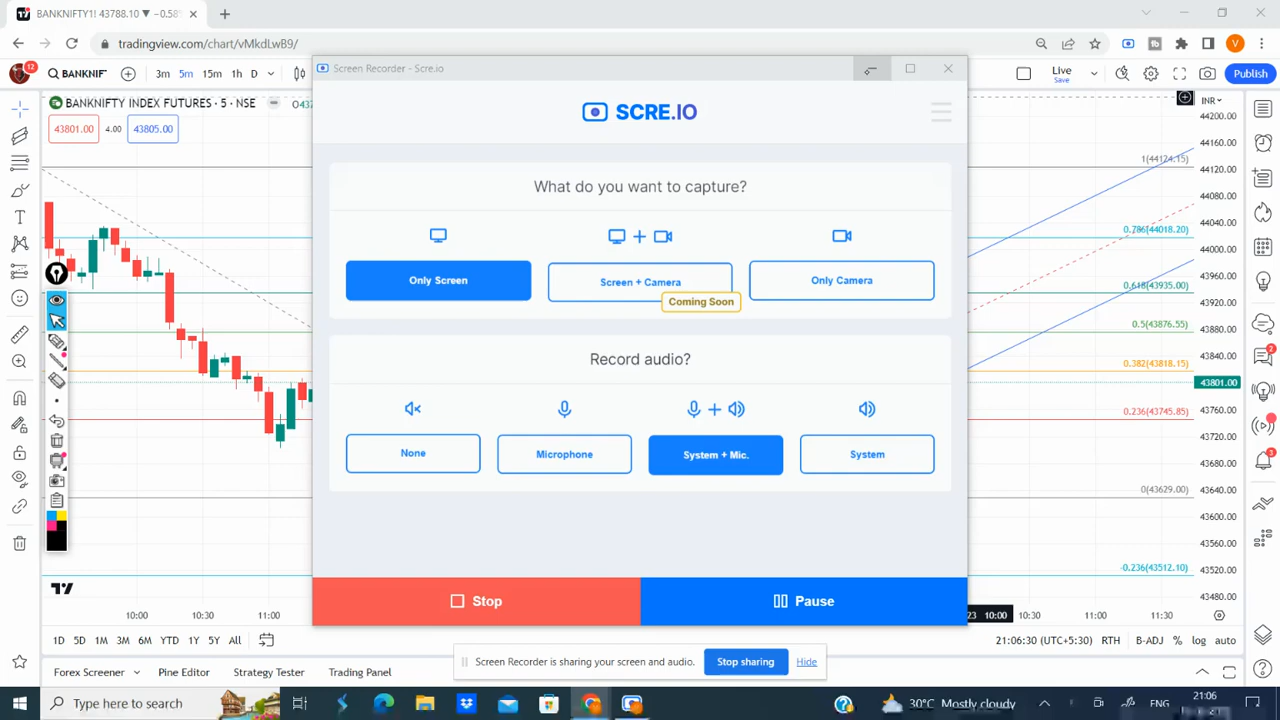 BANKNIFTY1! 43788.10 ▼ −0.58%
tradingview.com/chart/vMkdLwB9/
12
BANKNIF
3m 5m 15m 1h D
Live
Save
Publish
BANKNIFTY INDEX FUTURES · 5 · NSE
43801.00 4.00 43805.00
INR
Screen Recorder - Scre.io
SCRE.IO
What do you want to capture?
Only Screen
Screen + Camera
Only Camera
Coming Soon
Record audio?
None
Microphone
System + Mic.
System
Stop
Pause
1(44124.15)
0.786(44018.20)
0.618(43935.00)
0.5(43876.55)
0.382(43818.15)
0.236(43745.85)
0(43629.00)
-0.236(43512.10)
44200.00
44160.00
44120.00
44080.00
44040.00
44000.00
43960.00
43920.00
43880.00
43840.00
43801.00
43760.00
43720.00
43680.00
43640.00
43600.00
43560.00
43520.00
43480.00
2
3
10:00 10:30 11:00
23 10:00 10:30 11:00 11:30
1D 5D 1M 3M 6M YTD 1Y 5Y All
21:06:30 (UTC+5:30) RTH B-ADJ % log auto
Screen Recorder is sharing your screen and audio. Stop sharing Hide
Forex Screener Pine Editor Strategy Tester Trading Panel
Type here to search
30°C Mostly cloudy
ENG
21:06